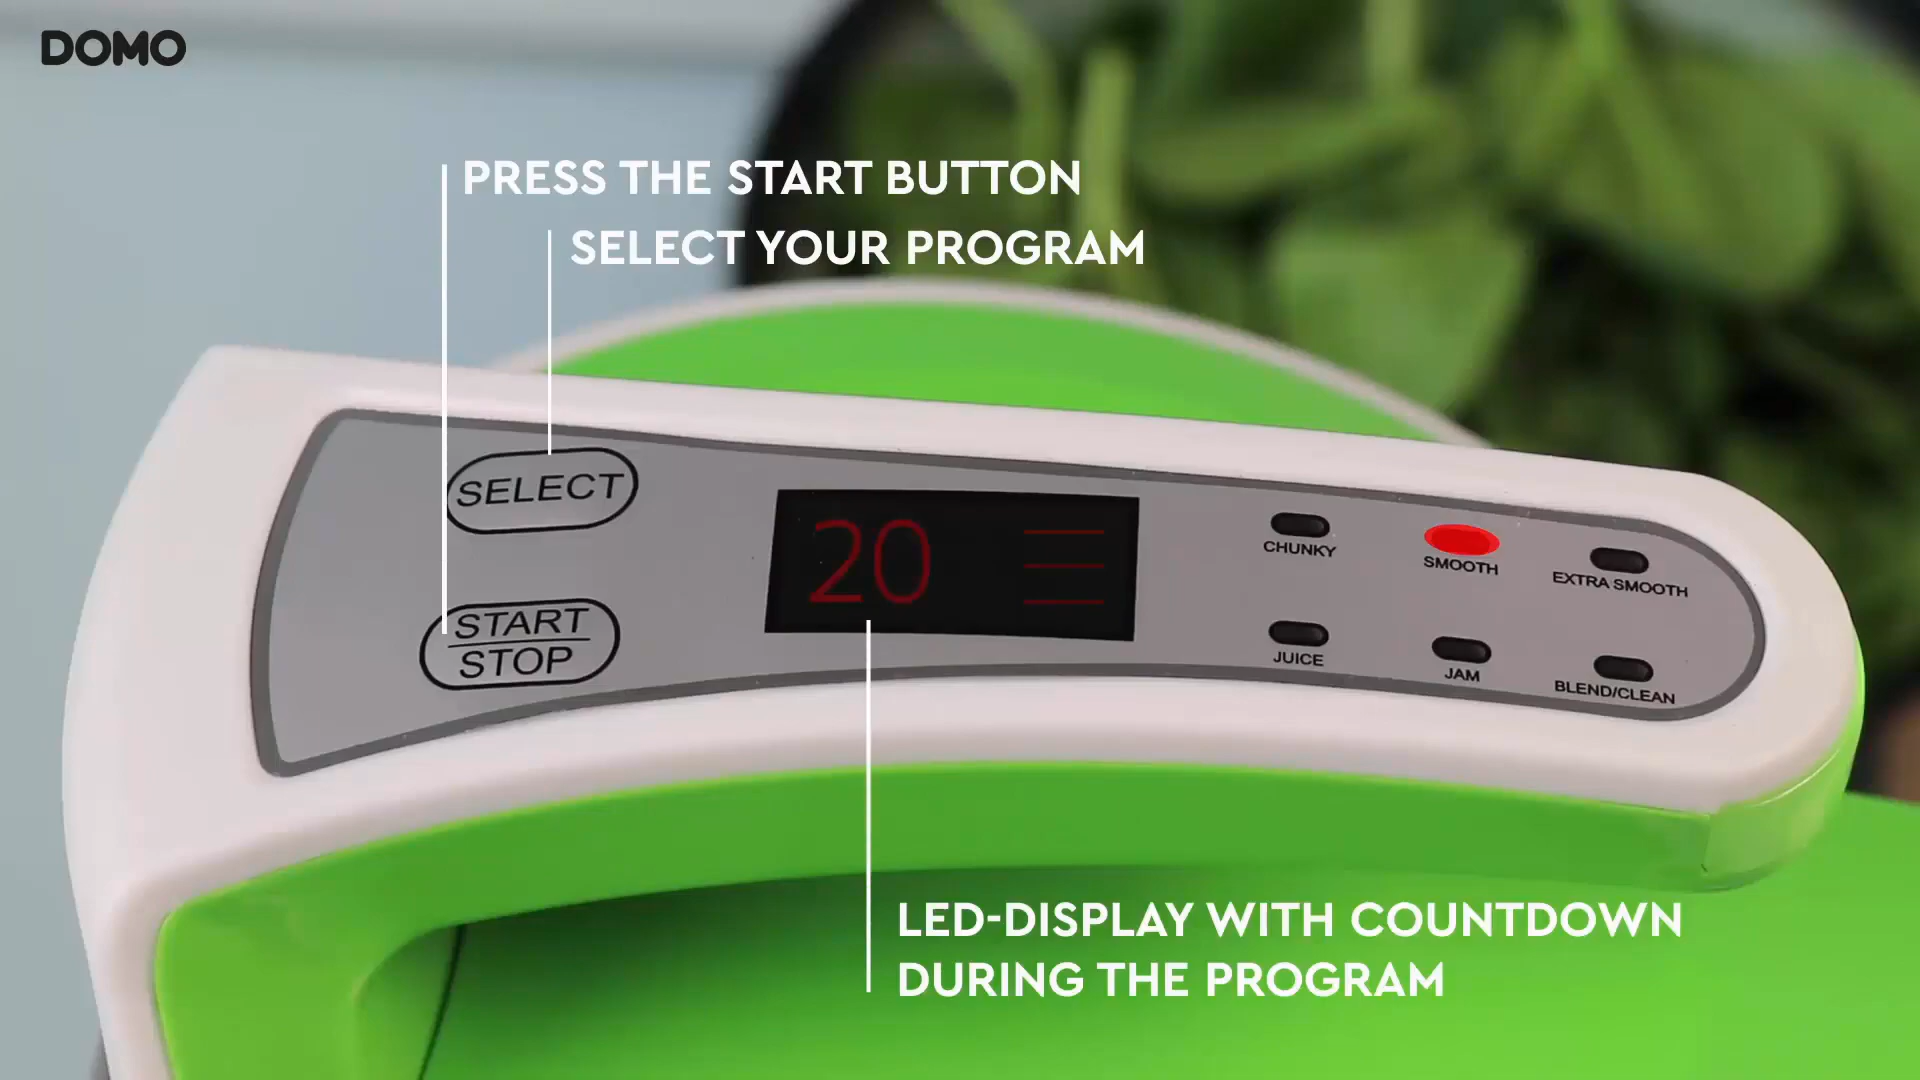 DOMO
PRESS THE START BUTTON
SELECT YOUR PROGRAM
SELECT
START
STOP
20
CHUNKY
SMOOTH
EXTRA SMOOTH
JUICE
JAM
BLEND/CLEAN
LED-DISPLAY WITH COUNTDOWN
DURING THE PROGRAM